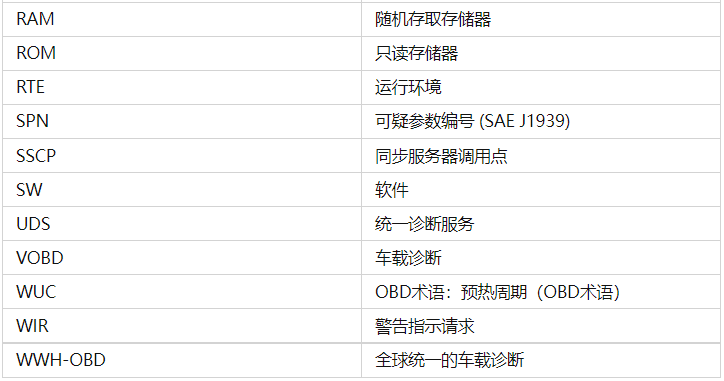 RAM 随机存取存储器
ROM 只读存储器
RTE 运行环境
SPN 可疑参数编号 (SAE J1939)
SSCP 同步服务器调用点
SW 软件
UDS 统一诊断服务
VOBD 车载诊断
WUC OBD术语：预热周期（OBD术语）
WIR 警告指示请求
WWH-OBD 全球统一的车载诊断